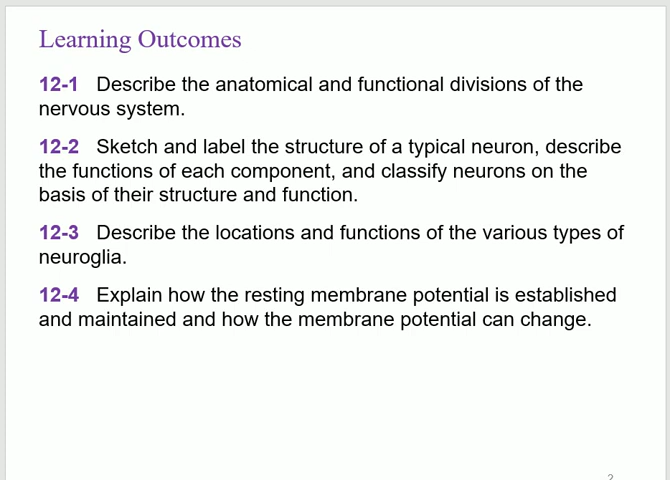 Learning Outcomes
12-1 Describe the anatomical and functional divisions of the
nervous system.
12-2 Sketch and label the structure of a typical neuron, describe
the functions of each component, and classify neurons on the
basis of their structure and function.
12-3 Describe the locations and functions of the various types of
neuroglia.
12-4 Explain how the resting membrane potential is established
and maintained and how the membrane potential can change.
2